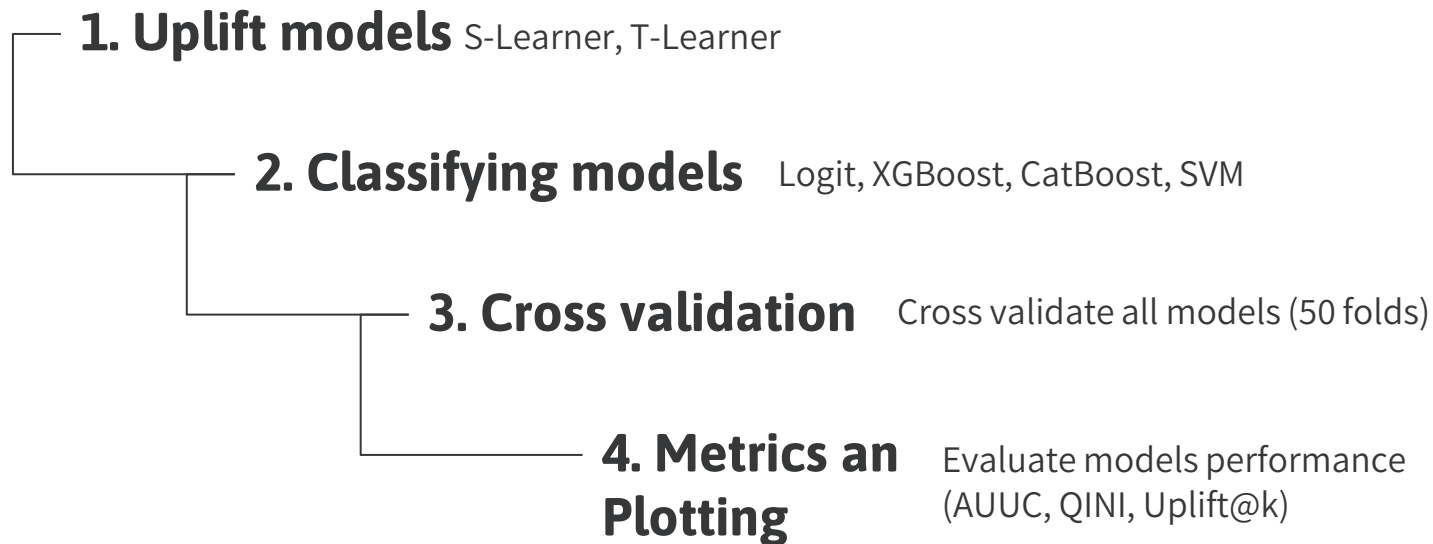 1. Uplift models S-Learner, T-Learner
2. Classifying models Logit, XGBoost, CatBoost, SVM
3. Cross validation Cross validate all models (50 folds)
4. Metrics an
Plotting
Evaluate models performance
(AUUC, QINI, Uplift@k)